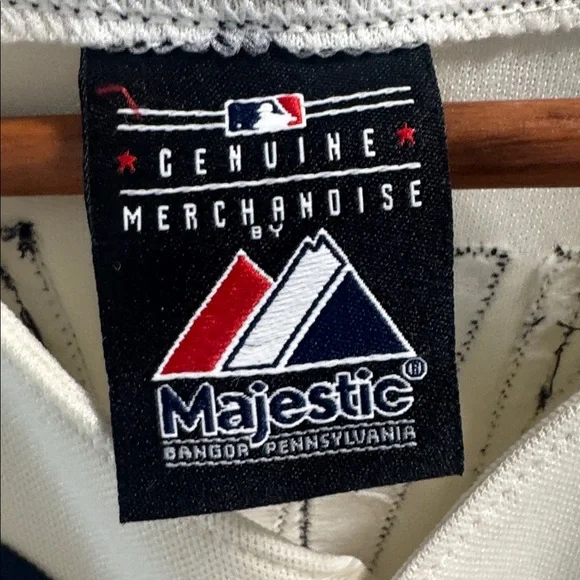 GENUINE
MERCHANDISE
BY
Majestic®
BANGOR PENNSYLVANIA